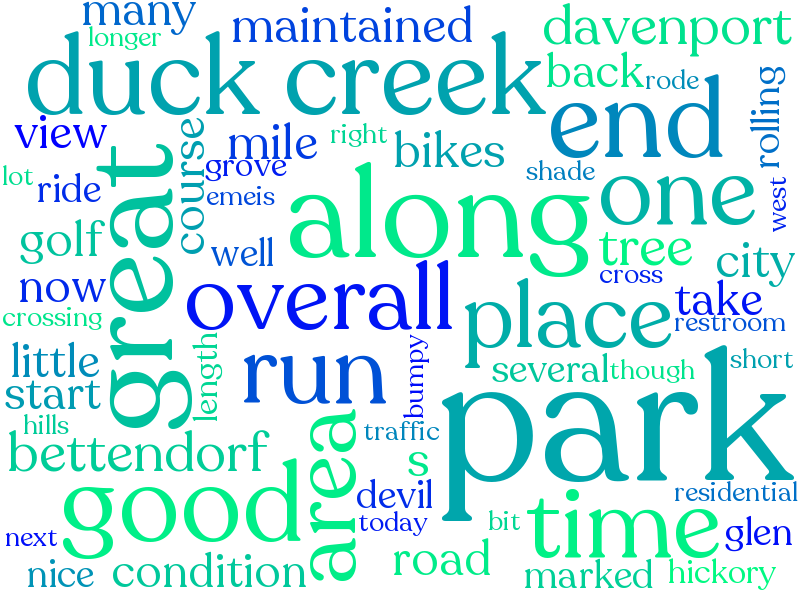 many
longer
maintained
davenport
duck creek
back
rode
end
rolling
view
great
course
mile
right
bikes
grove
shade
lot
ride
emeis
along
one
west
golf
well
tree
city
cross
now
overall
place
take
crossing
restroom
little
run
length
bumpy
several
though
short
start
park
hills
area
traffic
bettendorf
s
good
devil
residential
today
time
next
bit
glen
road
nice
condition
marked
hickory